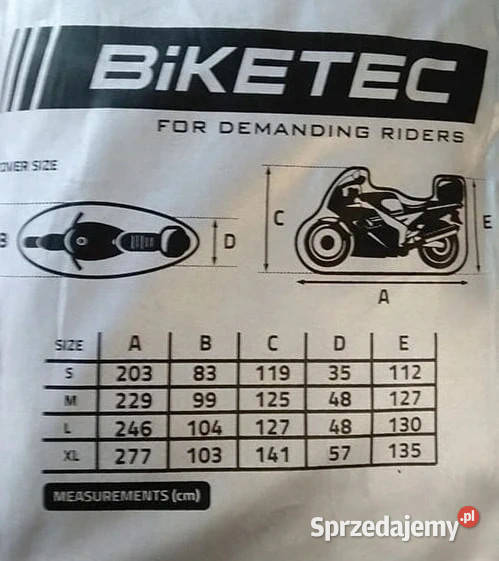 BiKETEC
FOR DEMANDING RIDERS
OVER SIZE
B D C E
A
SIZE A B C D E
S 203 83 119 35 112
M 229 99 125 48 127
L 246 104 127 48 130
XL 277 103 141 57 135
MEASUREMENTS (cm)
Sprzedajemy.pl